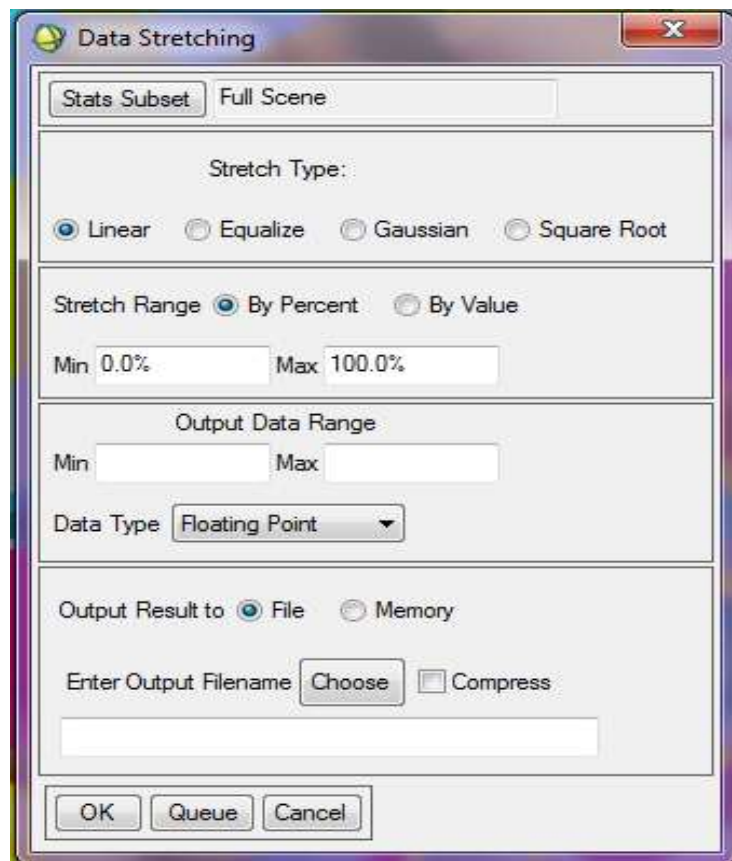 Data Stretching
Stats Subset Full Scene
Stretch Type:
Linear Equalize Gaussian Square Root
Stretch Range By Percent By Value
Min 0.0% Max 100.0%
Output Data Range
Min Max
Data Type Floating Point
Output Result to File Memory
Enter Output Filename Choose Compress
OK Queue Cancel